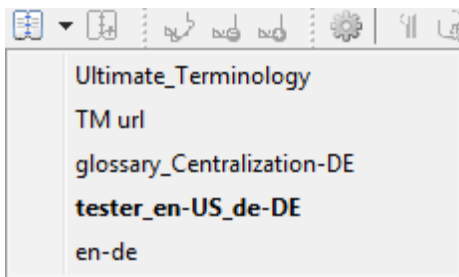 Ultimate_Terminology
TM url
glossary_Centralization-DE
tester_en-US_de-DE
en-de